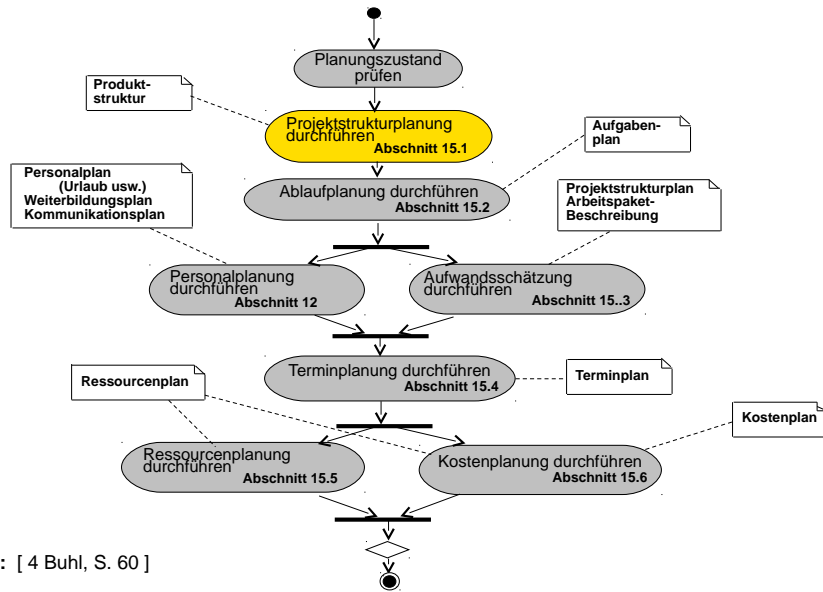 Planungszustand
prüfen
Produkt-
struktur
Projektstrukturplanung
durchführen
Abschnitt 15.1
Aufgaben-
plan
Personalplan
(Urlaub usw.)
Weiterbildungsplan
Kommunikationsplan
Ablaufplanung durchführen
Abschnitt 15.2
Projektstrukturplan
Arbeitspaket-
Beschreibung
Personalplanung
durchführen
Abschnitt 12
Aufwandsschätzung
durchführen
Abschnitt 15..3
Terminplanung durchführen
Abschnitt 15.4
Terminplan
Ressourcenplan
Kostenplan
Ressourcenplanung
durchführen
Abschnitt 15.5
Kostenplanung durchführen
Abschnitt 15.6
: [ 4 Buhl, S. 60 ]